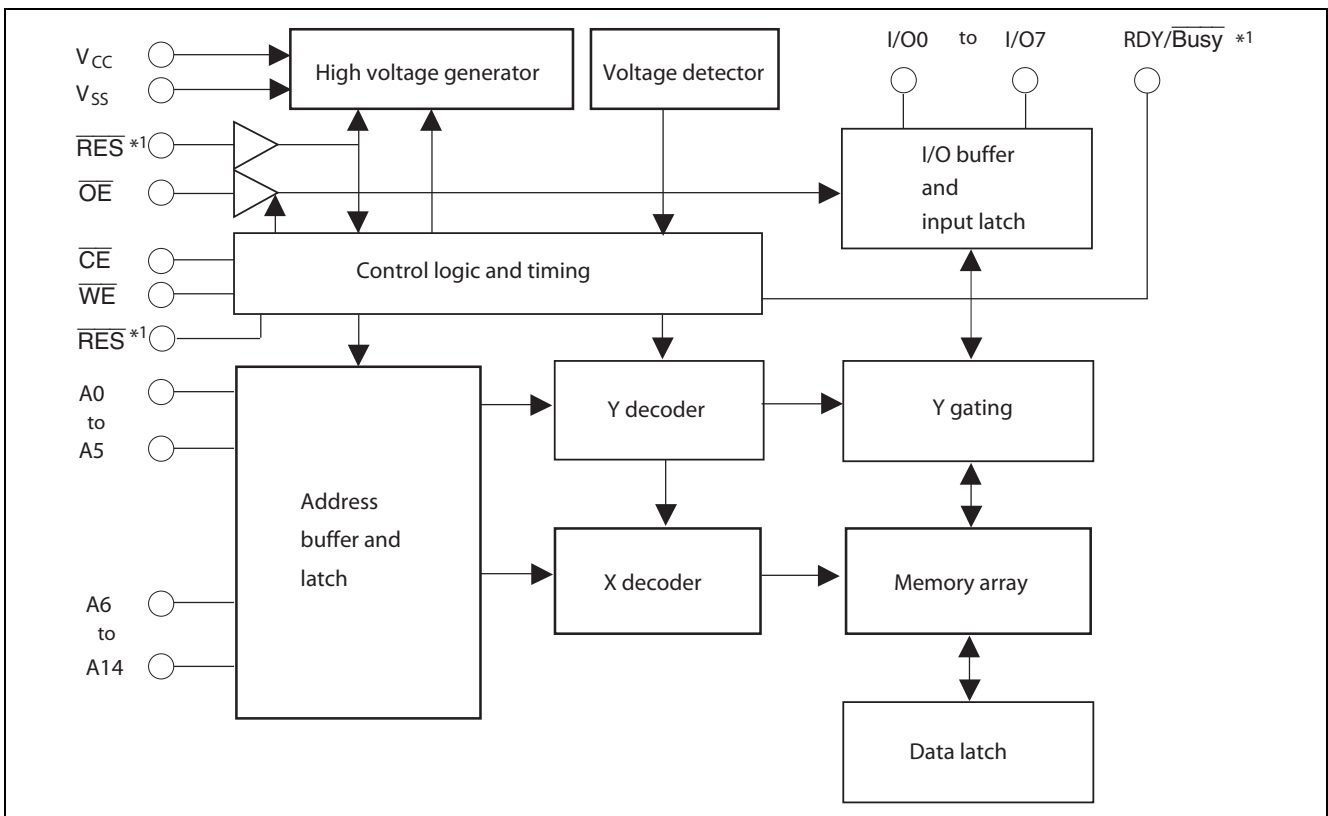 VCC
VSS
RES *1
OE
CE
WE
RES *1
A0
to
A5
A6
to
A14
High voltage generator
Voltage detector
I/O0 to I/O7
RDY/Busy *1
I/O buffer
and
input latch
Control logic and timing
Address
buffer and
latch
Y decoder
Y gating
X decoder
Memory array
Data latch